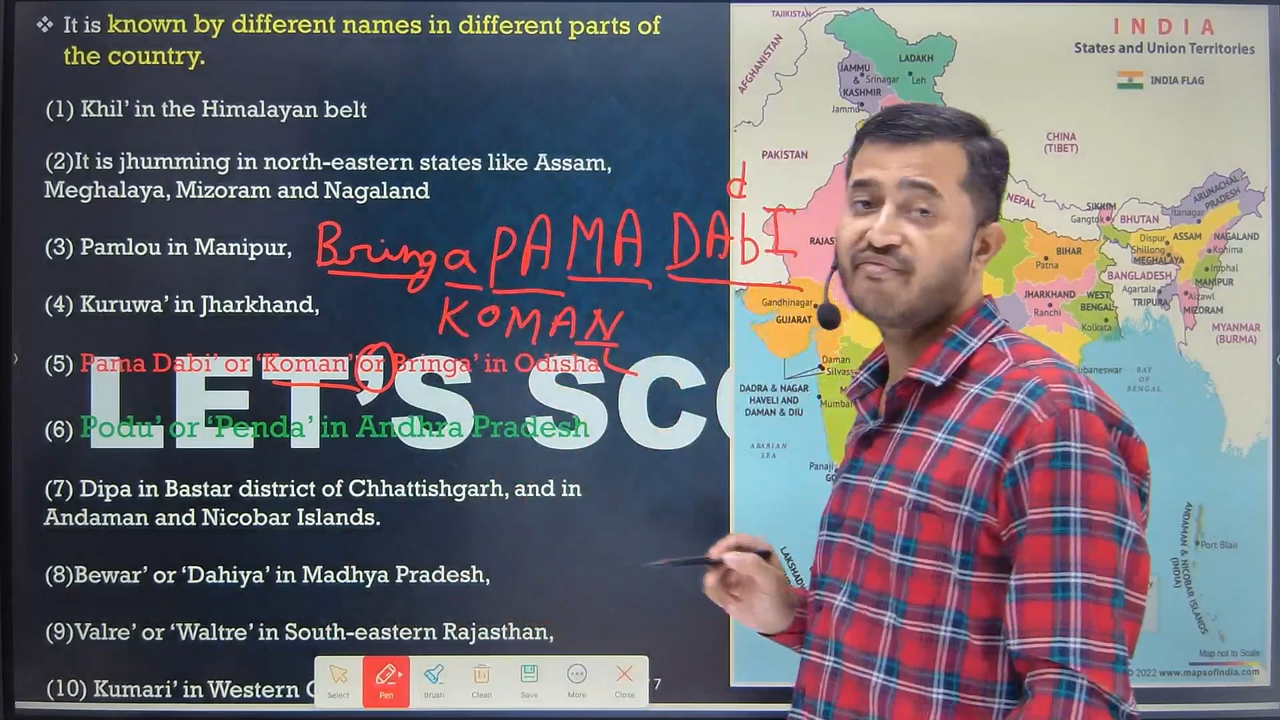 ❖ It is known by different names in different parts of
the country.
(1) Khil’ in the Himalayan belt
(2)It is jhumming in north-eastern states like Assam,
Meghalaya, Mizoram and Nagaland
d
(3) Pamlou in Manipur,
Bringa PAMA DAbI
(4) Kuruwa’ in Jharkhand,
KOMAN
(5) Pama Dabi’ or ‘Koman’ or Bringa’ in Odisha
LET’S SCO
(6) Podu’ or ‘Penda’ in Andhra Pradesh
(7) Dipa in Bastar district of Chhattishgarh, and in
Andaman and Nicobar Islands.
(8)Bewar’ or ‘Dahiya’ in Madhya Pradesh,
(9)Valre’ or ‘Waltre’ in South-eastern Rajasthan,
(10) Kumari’ in Western
7
Select
Pen
Brush
Clean
Save
More
Close
INDIA
States and Union Territories
INDIA FLAG
TAJIKISTAN
AFGHANISTAN
LADAKH
JAMMU
&
KASHMIR
Srinagar
Leh
Jammu
CHINA
(TIBET)
PAKISTAN
NEPAL
SIKKIM
Gangtok
BHUTAN
ARUNACHAL
PRADESH
Itanagar
RAJAS
BIHAR
Patna
Dispur
ASSAM
NAGALAND
Shillong
Kohima
MEGHALAYA
BANGLADESH
Imphal
MANIPUR
Agartala
TRIPURA
Aizawl
MIZORAM
Gandhinagar
GUJARAT
JHARKHAND
Ranchi
WEST
BENGAL
Kolkata
MYANMAR
(BURMA)
Daman
Silvass
DADRA & NAGAR
HAVELI AND
DAMAN & DIU
Mumbai
ubaneswar
BAY
OF
BENGAL
ARABIAN
SEA
Panaji
GO
LAKSHADW
ANDAMAN & NICOBAR ISLANDS
(INDIA)
Port Blair
Map not to Scale
© 2022 www.mapsofindia.com